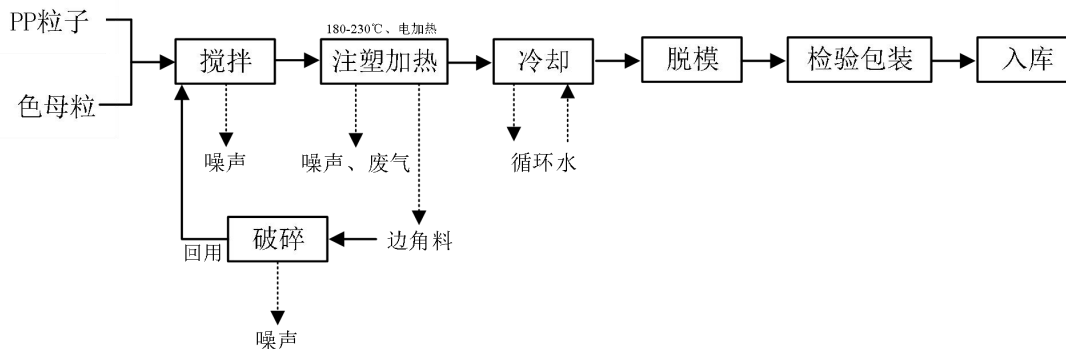 PP粒子
色母粒
搅拌
180-230℃、电加热
注塑加热
冷却
脱模
检验包装
入库
噪声
噪声、废气
循环水
回用
破碎
边角料
噪声